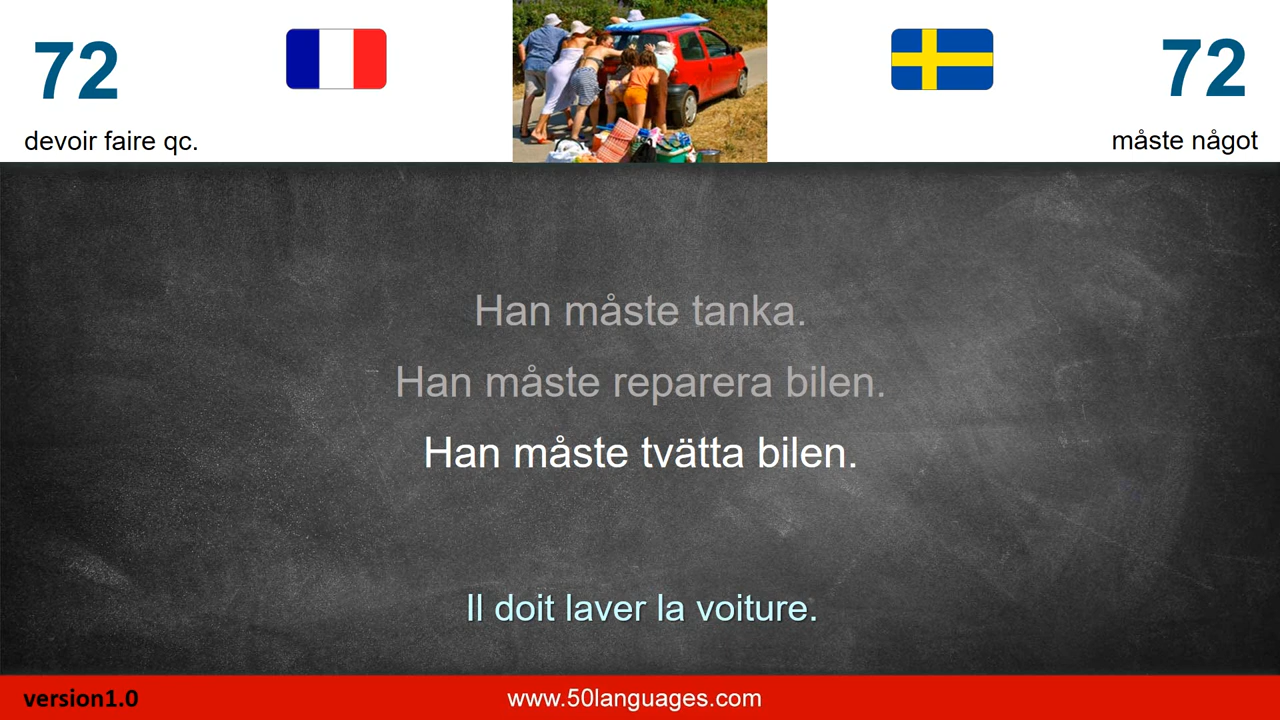 72
72
devoir faire qc.
måste något
Han måste tanka.
Han måste reparera bilen.
Han måste tvätta bilen.
Il doit laver la voiture.
version1.0
www.50languages.com